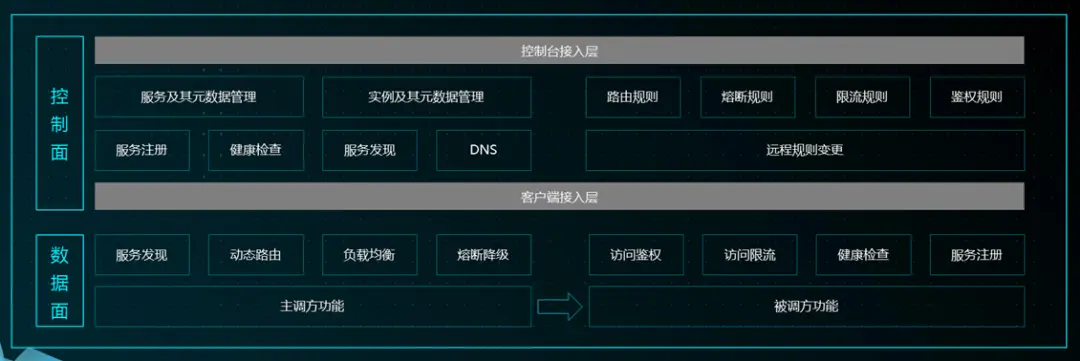 控制面
控制台接入层
服务及其元数据管理
实例及其元数据管理
路由规则
熔断规则
限流规则
鉴权规则
服务注册
健康检查
服务发现
DNS
远程规则变更
客户端接入层
数据面
服务发现
动态路由
负载均衡
熔断降级
访问鉴权
访问限流
健康检查
服务注册
主调方功能
被调方功能